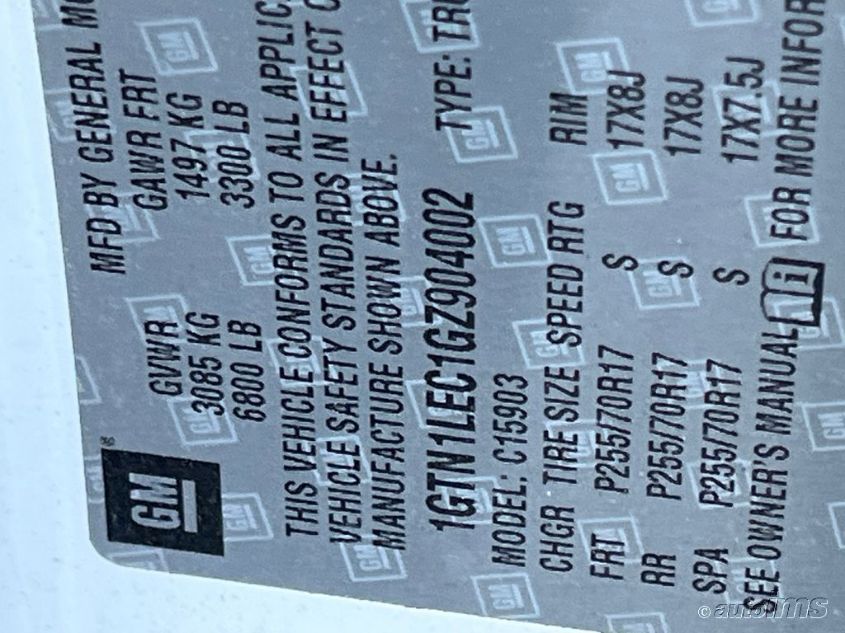 GM
MFD BY GENERAL MO
GVWR GAWR FRT
3085 KG 1497 KG
6800 LB 3300 LB
THIS VEHICLE CONFORMS TO ALL APPLIC
VEHICLE SAFETY STANDARDS IN EFFECT O
MANUFACTURE SHOWN ABOVE.
1GTN1LEC1GZ904002 TYPE: TRU
MODEL: C15903
CHGR TIRE SIZE SPEED RTG RIM
FRT P255/70R17 S 17X8J
RR P255/70R17 S 17X8J
SPA P255/70R17 S 17X7.5J
SEE OWNER'S MANUAL i FOR MORE INFOR
© autoIMS